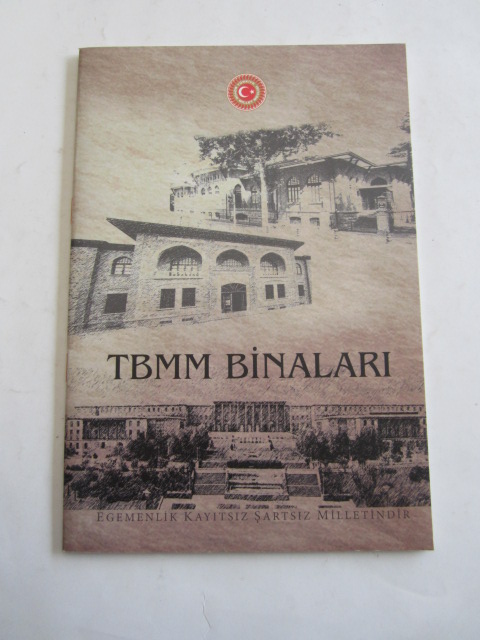 TBMM BİNALARI
EGEMENLİK KAYITSIZ ŞARTSIZ MİLLETİNDİR